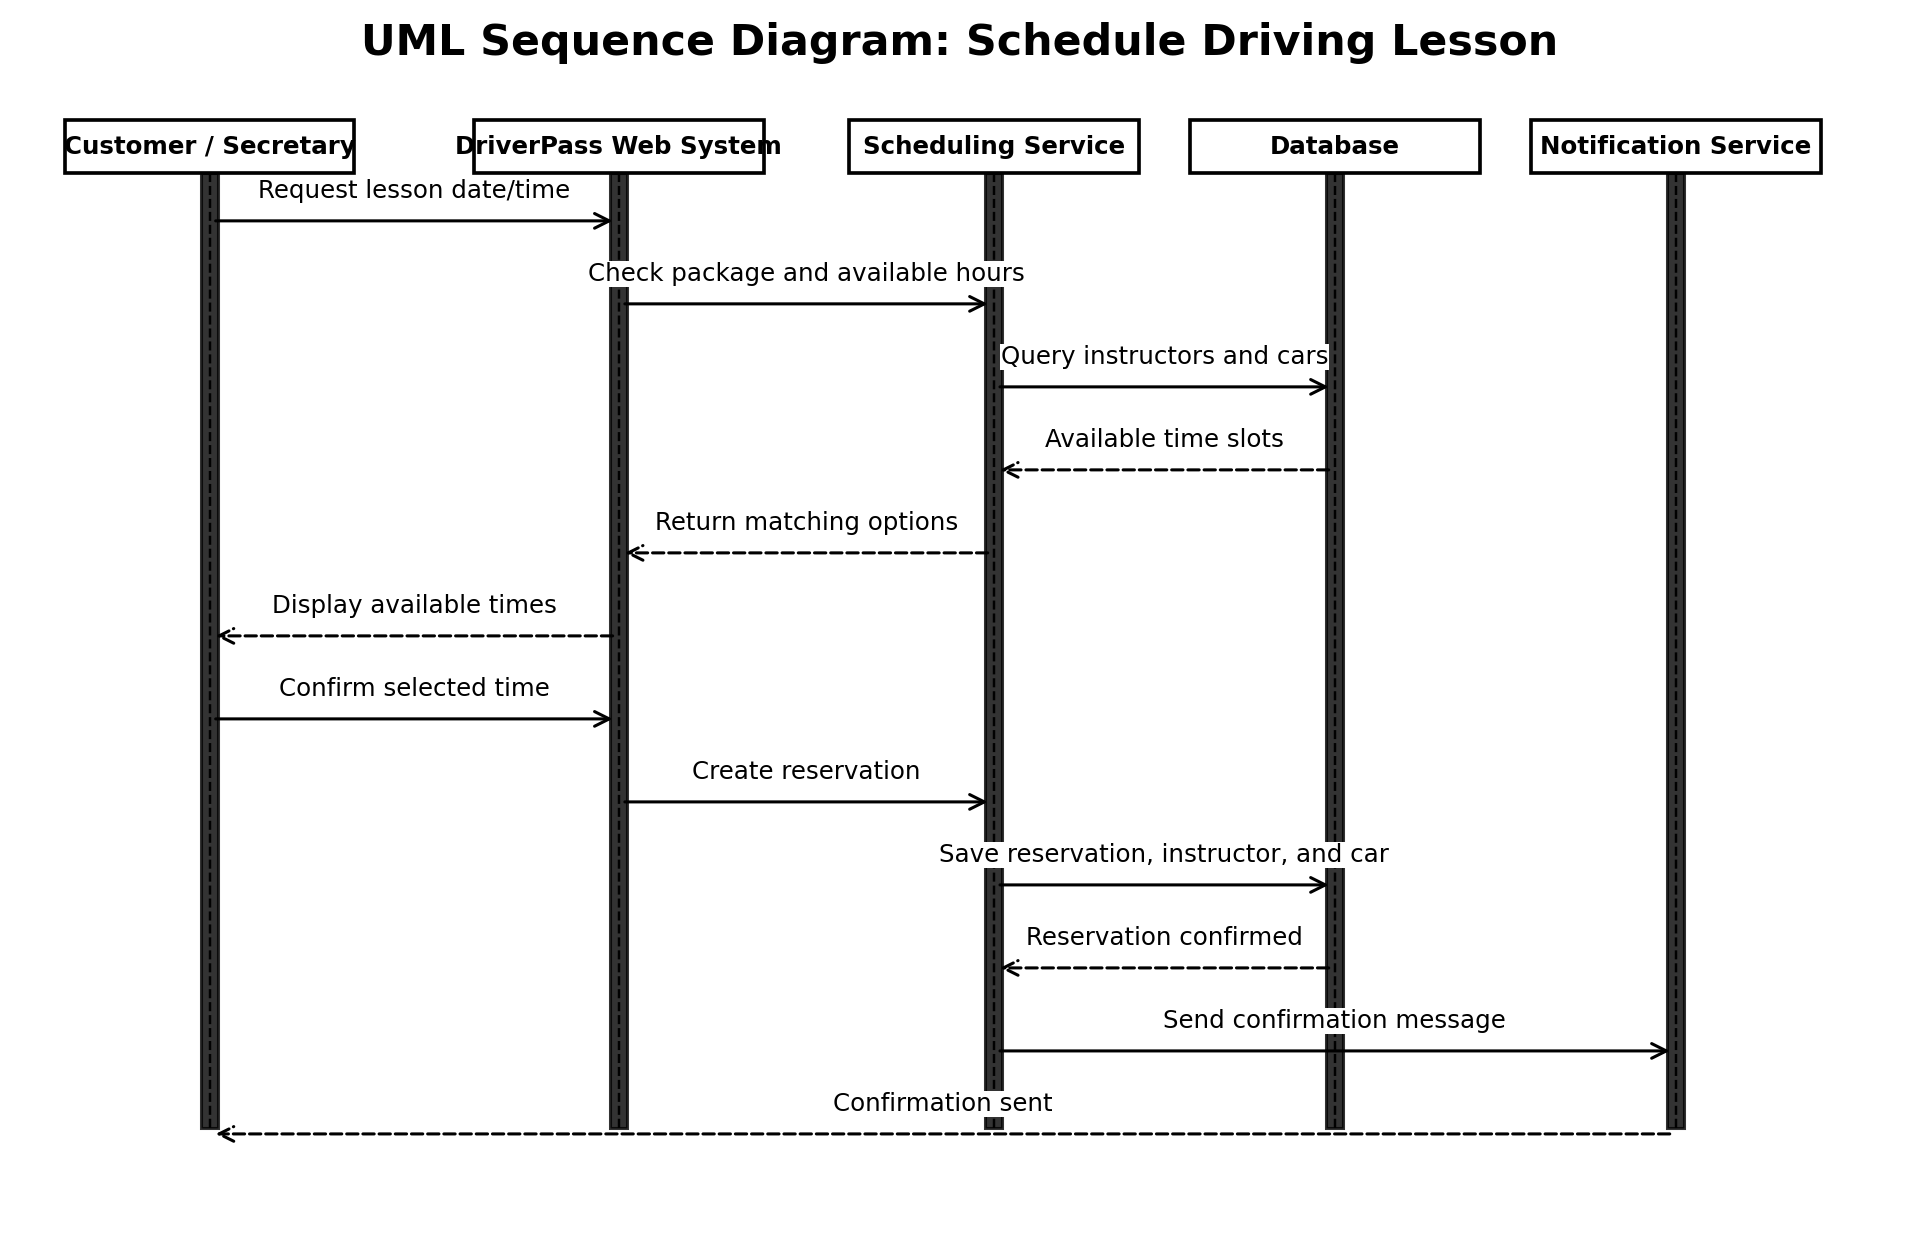 UML Sequence Diagram: Schedule Driving Lesson
Customer / Secretary
DriverPass Web System
Scheduling Service
Database
Notification Service
Request lesson date/time
Check package and available hours
Query instructors and cars
Available time slots
Return matching options
Display available times
Confirm selected time
Create reservation
Save reservation, instructor, and car
Reservation confirmed
Send confirmation message
Confirmation sent